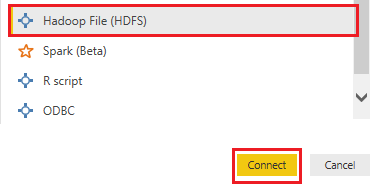 Hadoop File (HDFS)
Spark (Beta)
R script
ODBC
Connect
Cancel